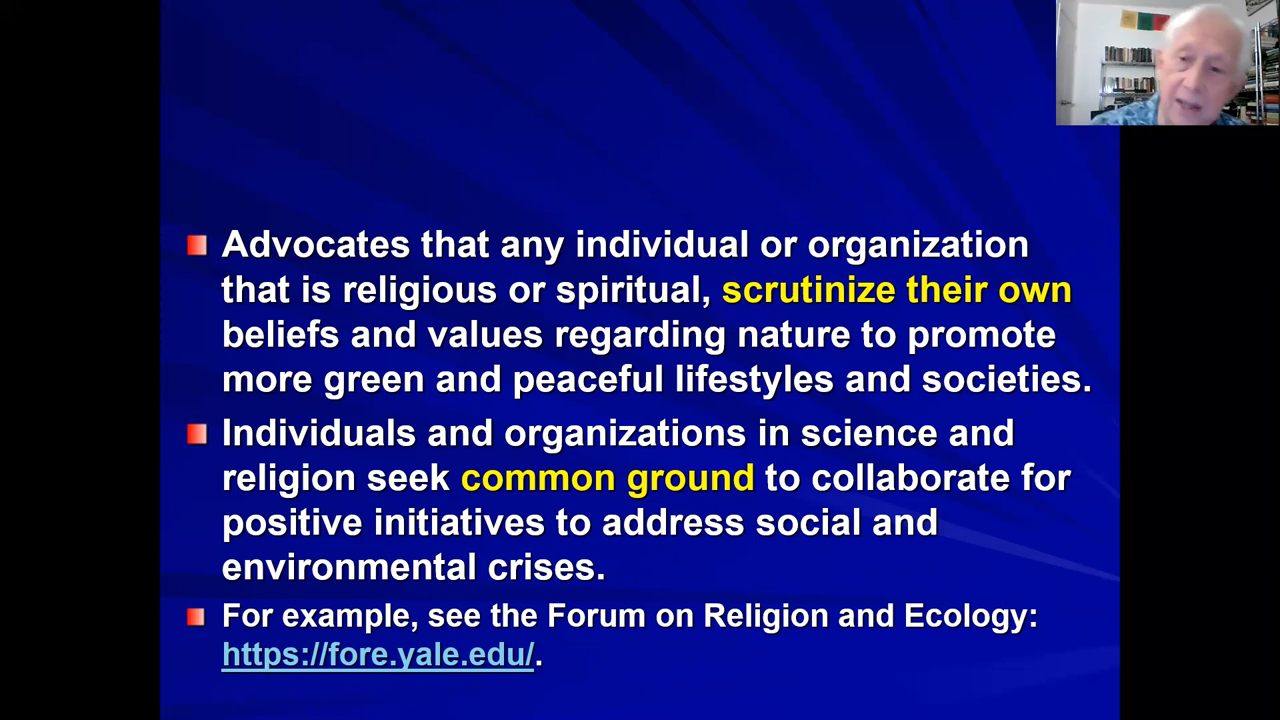 Advocates that any individual or organization
that is religious or spiritual, scrutinize their own
beliefs and values regarding nature to promote
more green and peaceful lifestyles and societies.
Individuals and organizations in science and
religion seek common ground to collaborate for
positive initiatives to address social and
environmental crises.
For example, see the Forum on Religion and Ecology:
https://fore.yale.edu/.